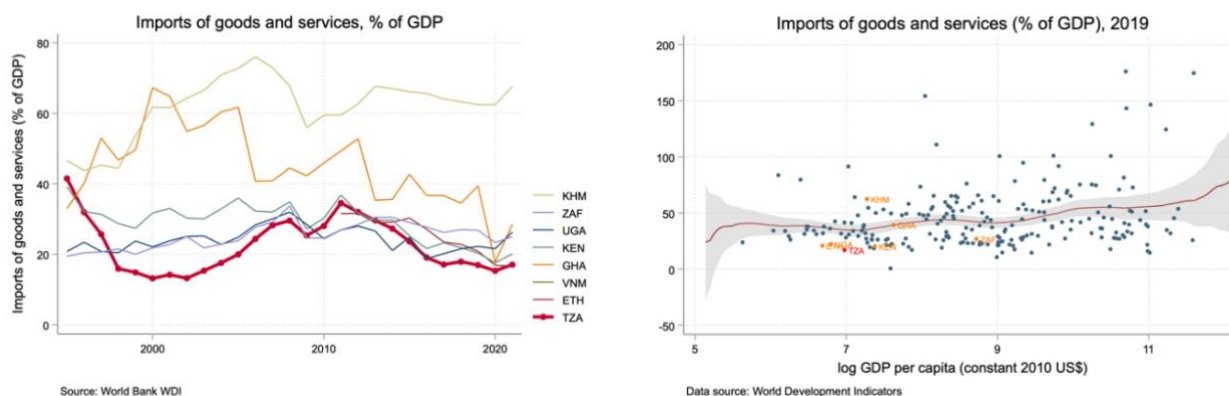 Imports of goods and services, % of GDP
Imports of goods and services (% of GDP)
80
60
40
20
0
2000
2010
2020
KHM
ZAF
UGA
KEN
GHA
VNM
ETH
TZA
Source: World Bank WDI
Imports of goods and services (% of GDP), 2019
200
150
100
50
0
-50
KHM
GHA
ZAF
KEN
TZA
5
7
9
11
log GDP per capita (constant 2010 US$)
Data source: World Development Indicators